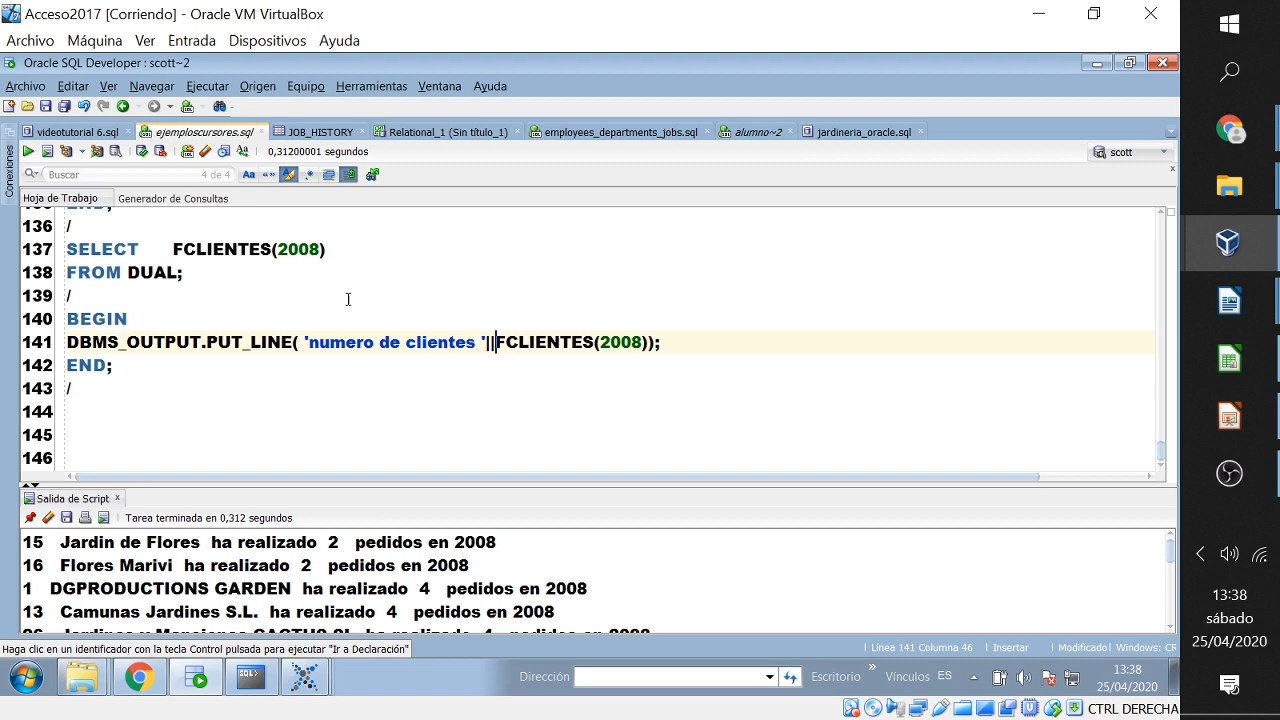 Acceso2017 [Corriendo] - Oracle VM VirtualBox
Archivo Máquina Ver Entrada Dispositivos Ayuda
Oracle SQL Developer : scott~2
Archivo Editar Ver Navegar Ejecutar Origen Equipo Herramientas Ventana Ayuda
videotutorial 6.sql ejemploscursores.sql JOB_HISTORY Relational_1 (Sin título_1) employees_departments_jobs.sql alumno~2 jardineria_oracle.sql
0,31200001 segundos
scott
Conexiones
Buscar 4 de 4
Hoja de Trabajo Generador de Consultas
136 /
137 SELECT FCLIENTES(2008)
138 FROM DUAL;
139 /
140 BEGIN
141 DBMS_OUTPUT.PUT_LINE( 'numero de clientes '||FCLIENTES(2008));
142 END;
143 /
144
145
146
Salida de Script
Tarea terminada en 0,312 segundos
15 Jardin de Flores ha realizado 2 pedidos en 2008
16 Flores Marivi ha realizado 2 pedidos en 2008
1 DGPRODUCTIONS GARDEN ha realizado 4 pedidos en 2008
13 Camunas Jardines S.L. ha realizado 4 pedidos en 2008
Haga clic en un identificador con la tecla Control pulsada para ejecutar "Ir a Declaración"
Línea 141 Columna 46 Insertar Modificado Windows: CR
Dirección Escritorio » Vínculos ES
13:38
25/04/2020
CTRL DERECHA
13:38
sábado
25/04/2020